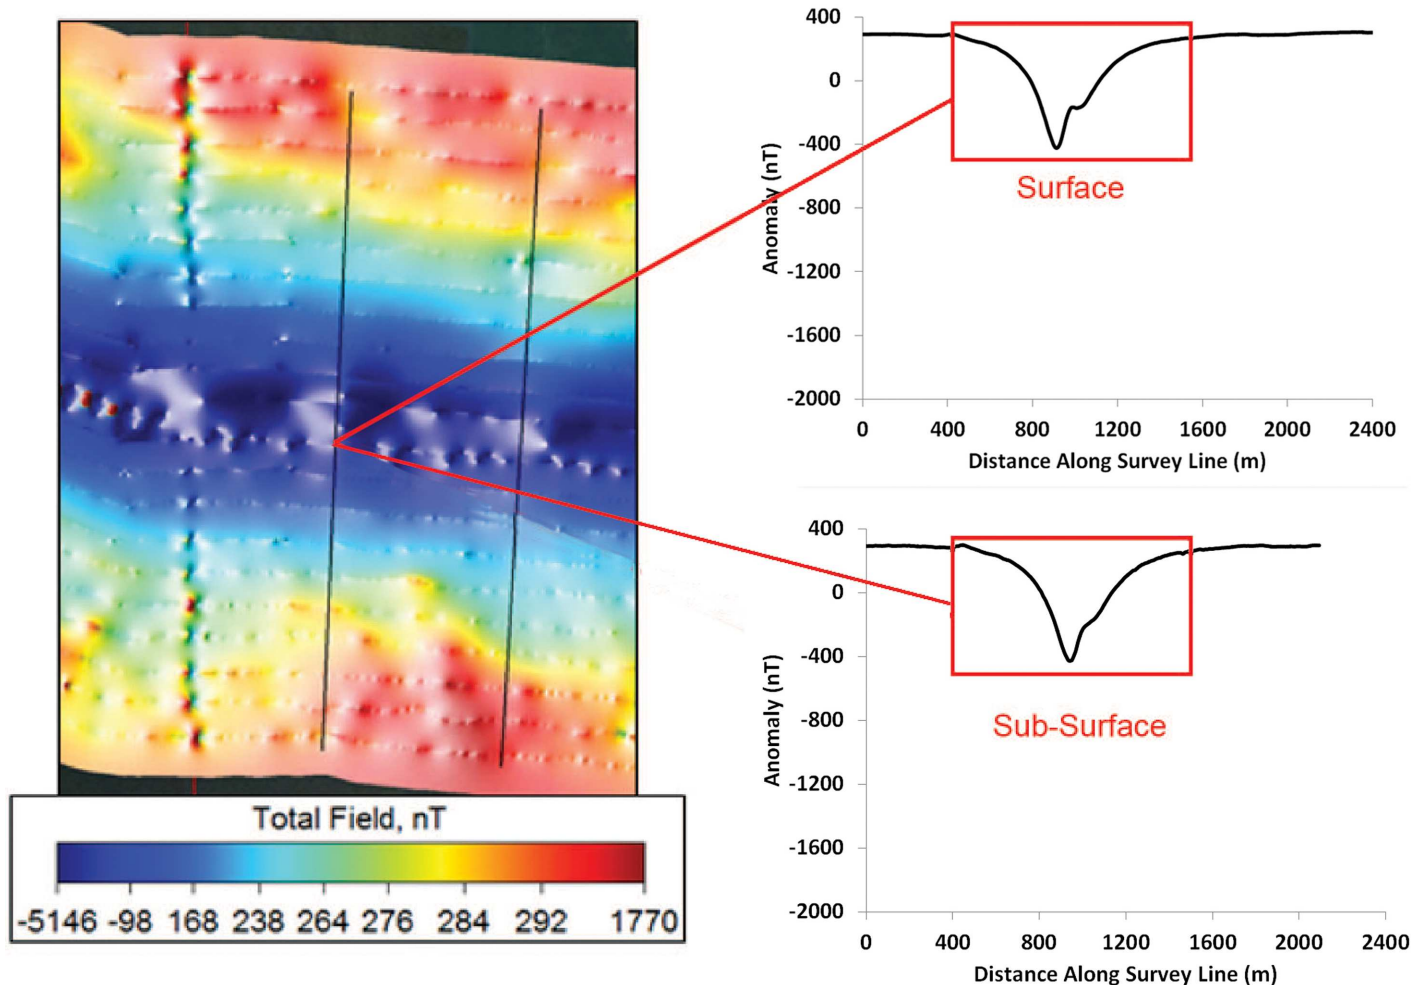 Total Field, nT
-5146 -98 168 238 264 276 284 292 1770
400
0
-400
-800
-1200
-1600
-2000
Anomaly (nT)
Surface
0 400 800 1200 1600 2000 2400
Distance Along Survey Line (m)
400
0
-400
-800
-1200
-1600
-2000
Anomaly (nT)
Sub-Surface
0 400 800 1200 1600 2000 2400
Distance Along Survey Line (m)